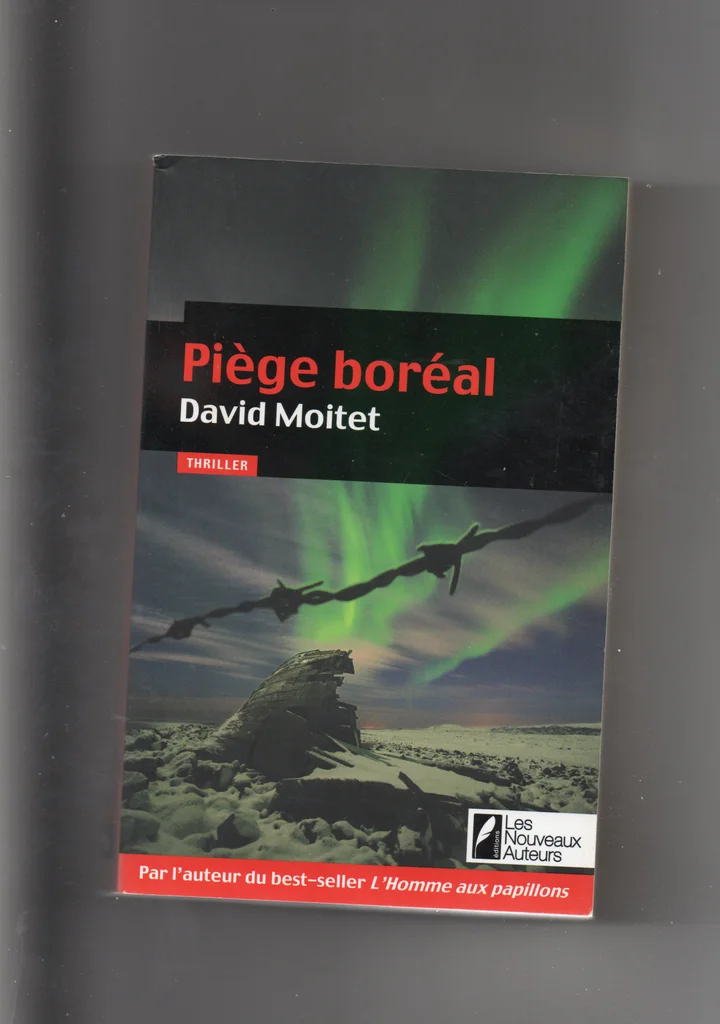 Piège boréal
David Moitet
THRILLER
éditions
Les
Nouveaux
Auteurs
Par l'auteur du best-seller L'Homme aux papillons